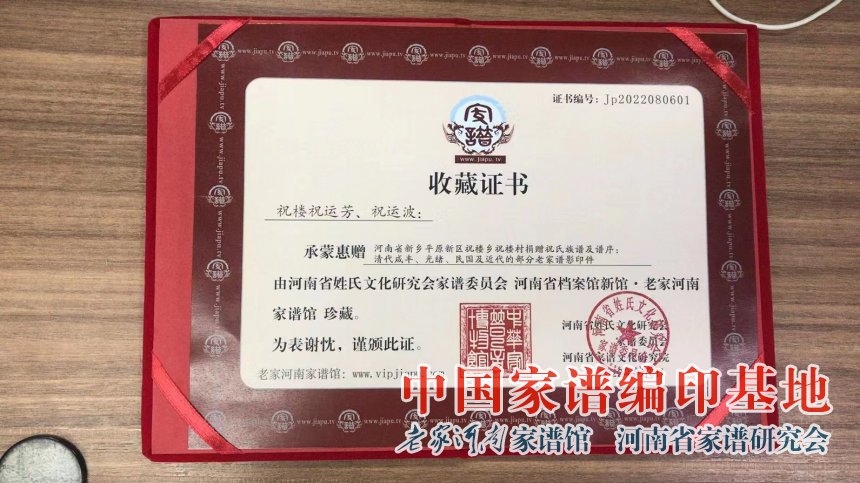 证书编号：Jp2022080601
家谱
www.jiapu.tv
收藏证书
祝楼祝运芳、祝运波：
承蒙惠赠 河南省新乡平原新区祝楼乡祝楼村捐赠祝氏族谱及谱序：
清代咸丰、光绪、民国及近代的部分老家谱影印件
由河南省姓氏文化研究会家谱委员会 河南省档案馆新馆·老家河南
家谱馆 珍藏。
为表谢忱，谨颁此证。
河南省姓氏文化研究会
家谱委员会
河南省家谱文化研究院
老家河南家谱馆：www.vipjiapu.com
中国家谱编印基地
老家河南家谱馆 河南省家谱研究会